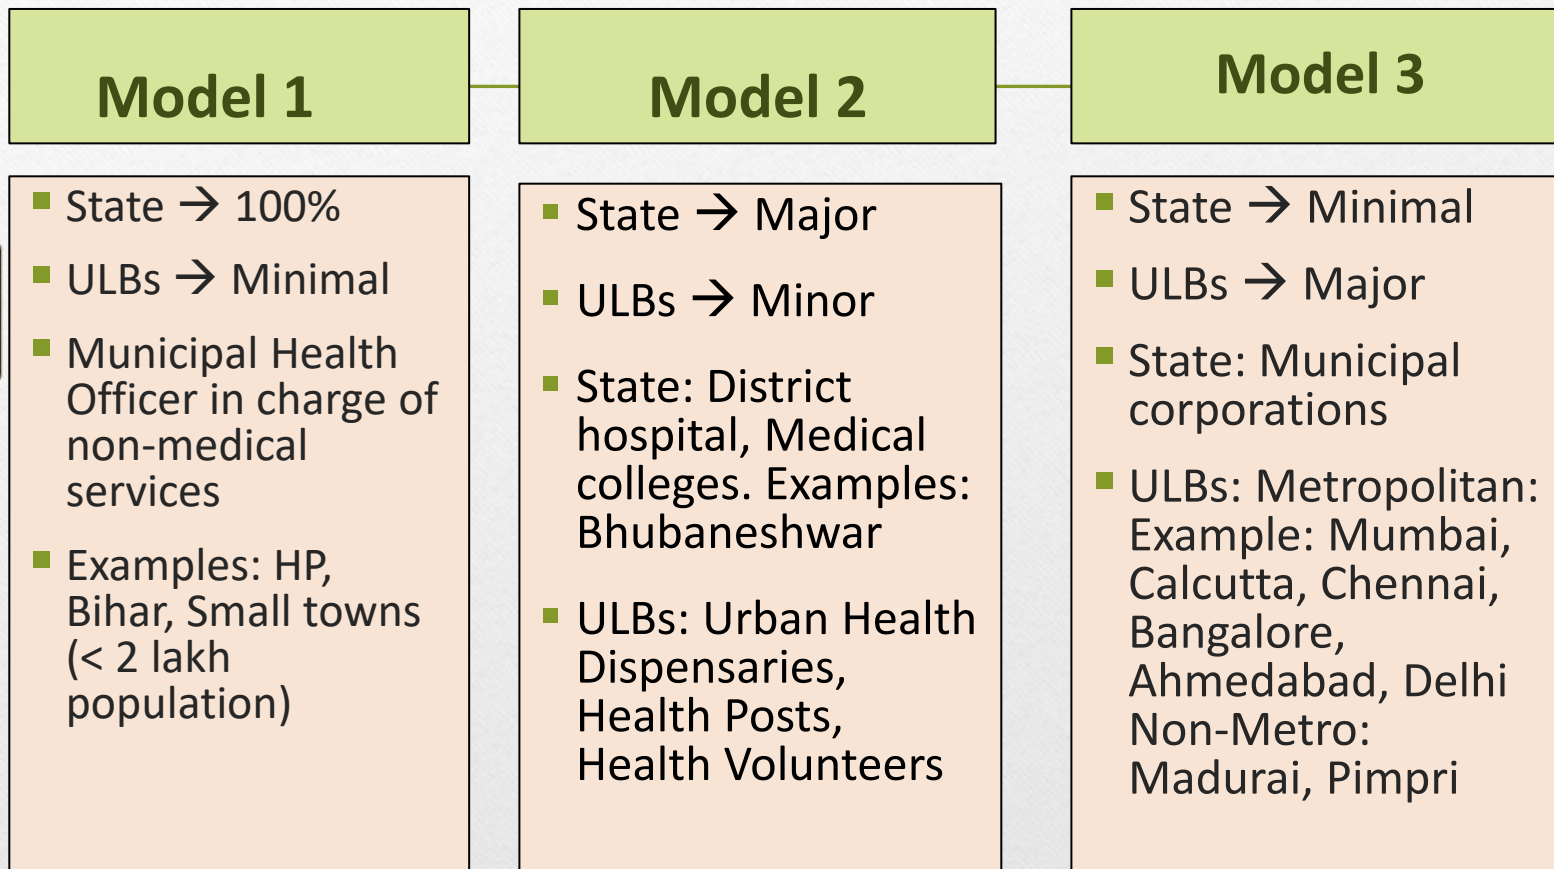 Model 1
State → 100%
ULBs → Minimal
Municipal Health
Officer in charge of
non-medical
services
Examples: HP,
Bihar, Small towns
(< 2 lakh
population)
Model 2
State → Major
ULBs → Minor
State: District
hospital, Medical
colleges. Examples:
Bhubaneshwar
ULBs: Urban Health
Dispensaries,
Health Posts,
Health Volunteers
Model 3
State → Minimal
ULBs → Major
State: Municipal
corporations
ULBs: Metropolitan:
Example: Mumbai,
Calcutta, Chennai,
Bangalore,
Ahmedabad, Delhi
Non-Metro:
Madurai, Pimpri